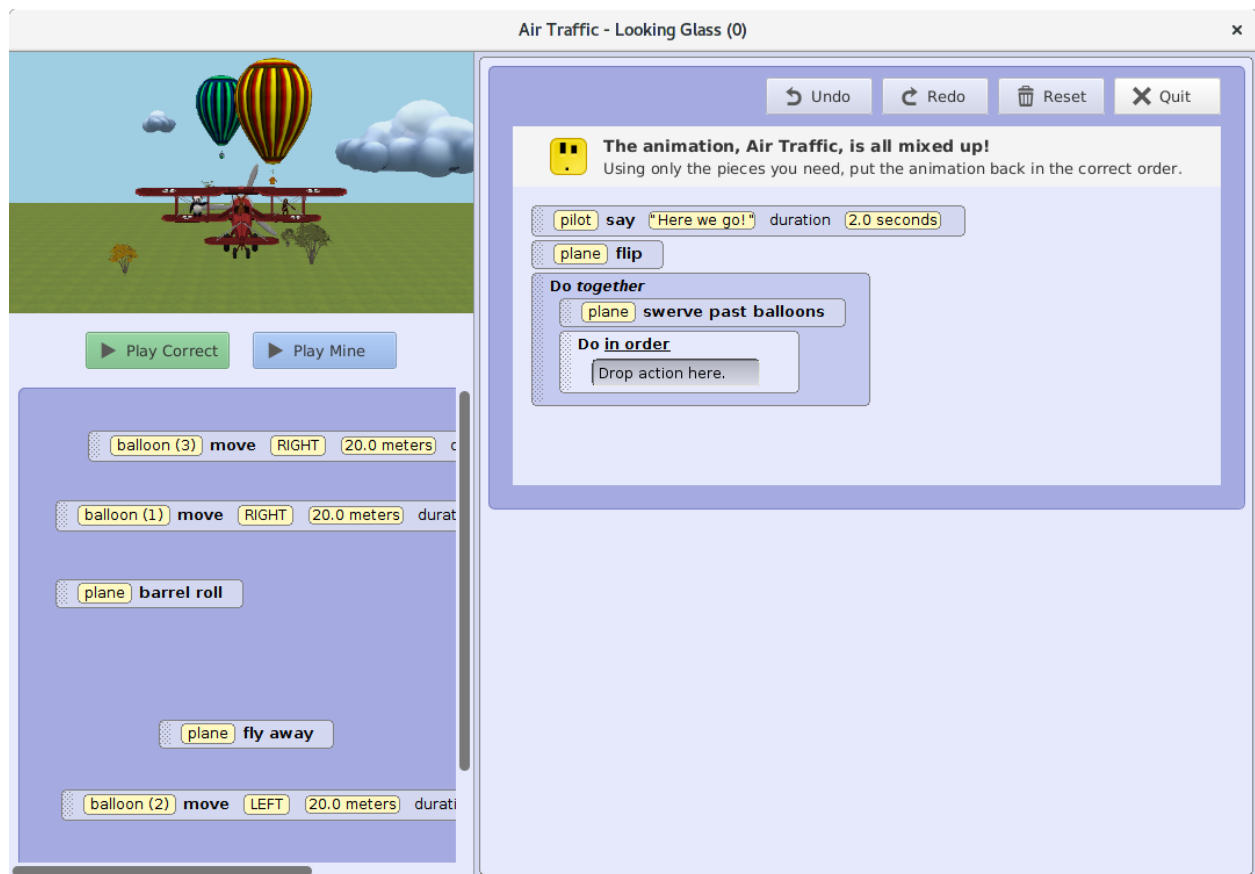 Air Traffic - Looking Glass (0)
Undo
Redo
Reset
Quit
The animation, Air Traffic, is all mixed up!
Using only the pieces you need, put the animation back in the correct order.
pilot say "Here we go!" duration 2.0 seconds
plane flip
Do together
plane swerve past balloons
Do in order
Drop action here.
Play Correct
Play Mine
balloon (3) move RIGHT 20.0 meters
balloon (1) move RIGHT 20.0 meters durat
plane barrel roll
plane fly away
balloon (2) move LEFT 20.0 meters durati